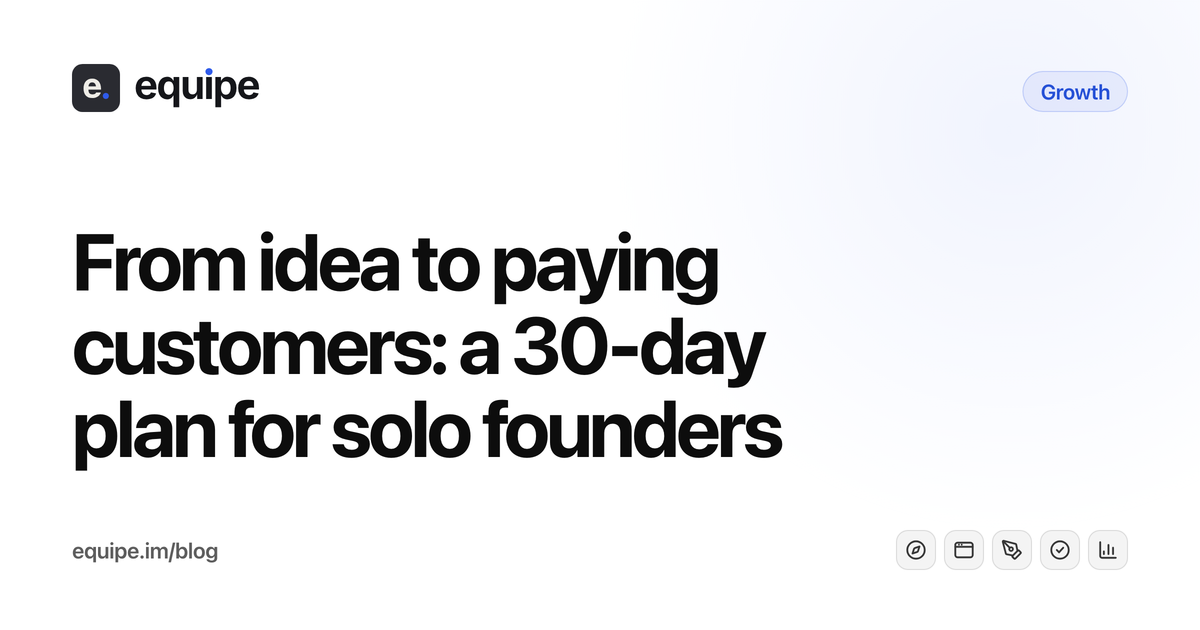 e. equipe
Growth
From idea to paying
customers: a 30-day
plan for solo founders
equipe.im/blog